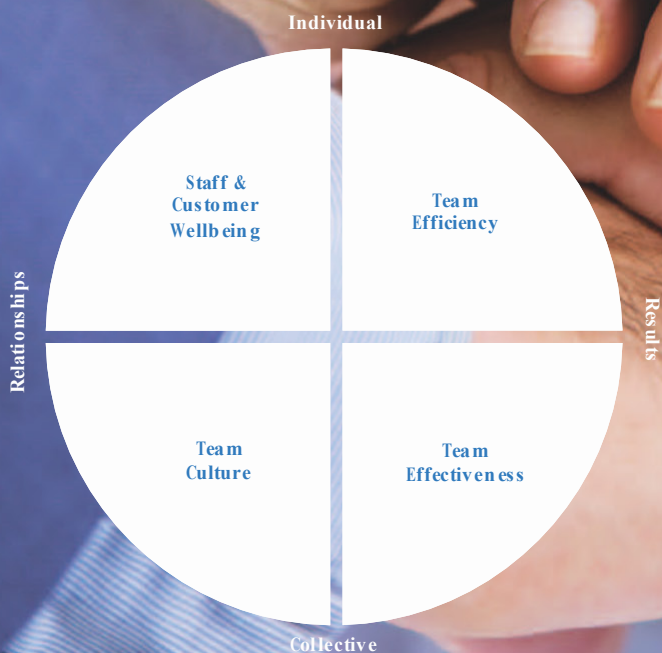 Individual
Staff &
Customer
Wellbeing
Team
Efficiency
Relationships
Results
Team
Culture
Team
Effectiveness
Collective